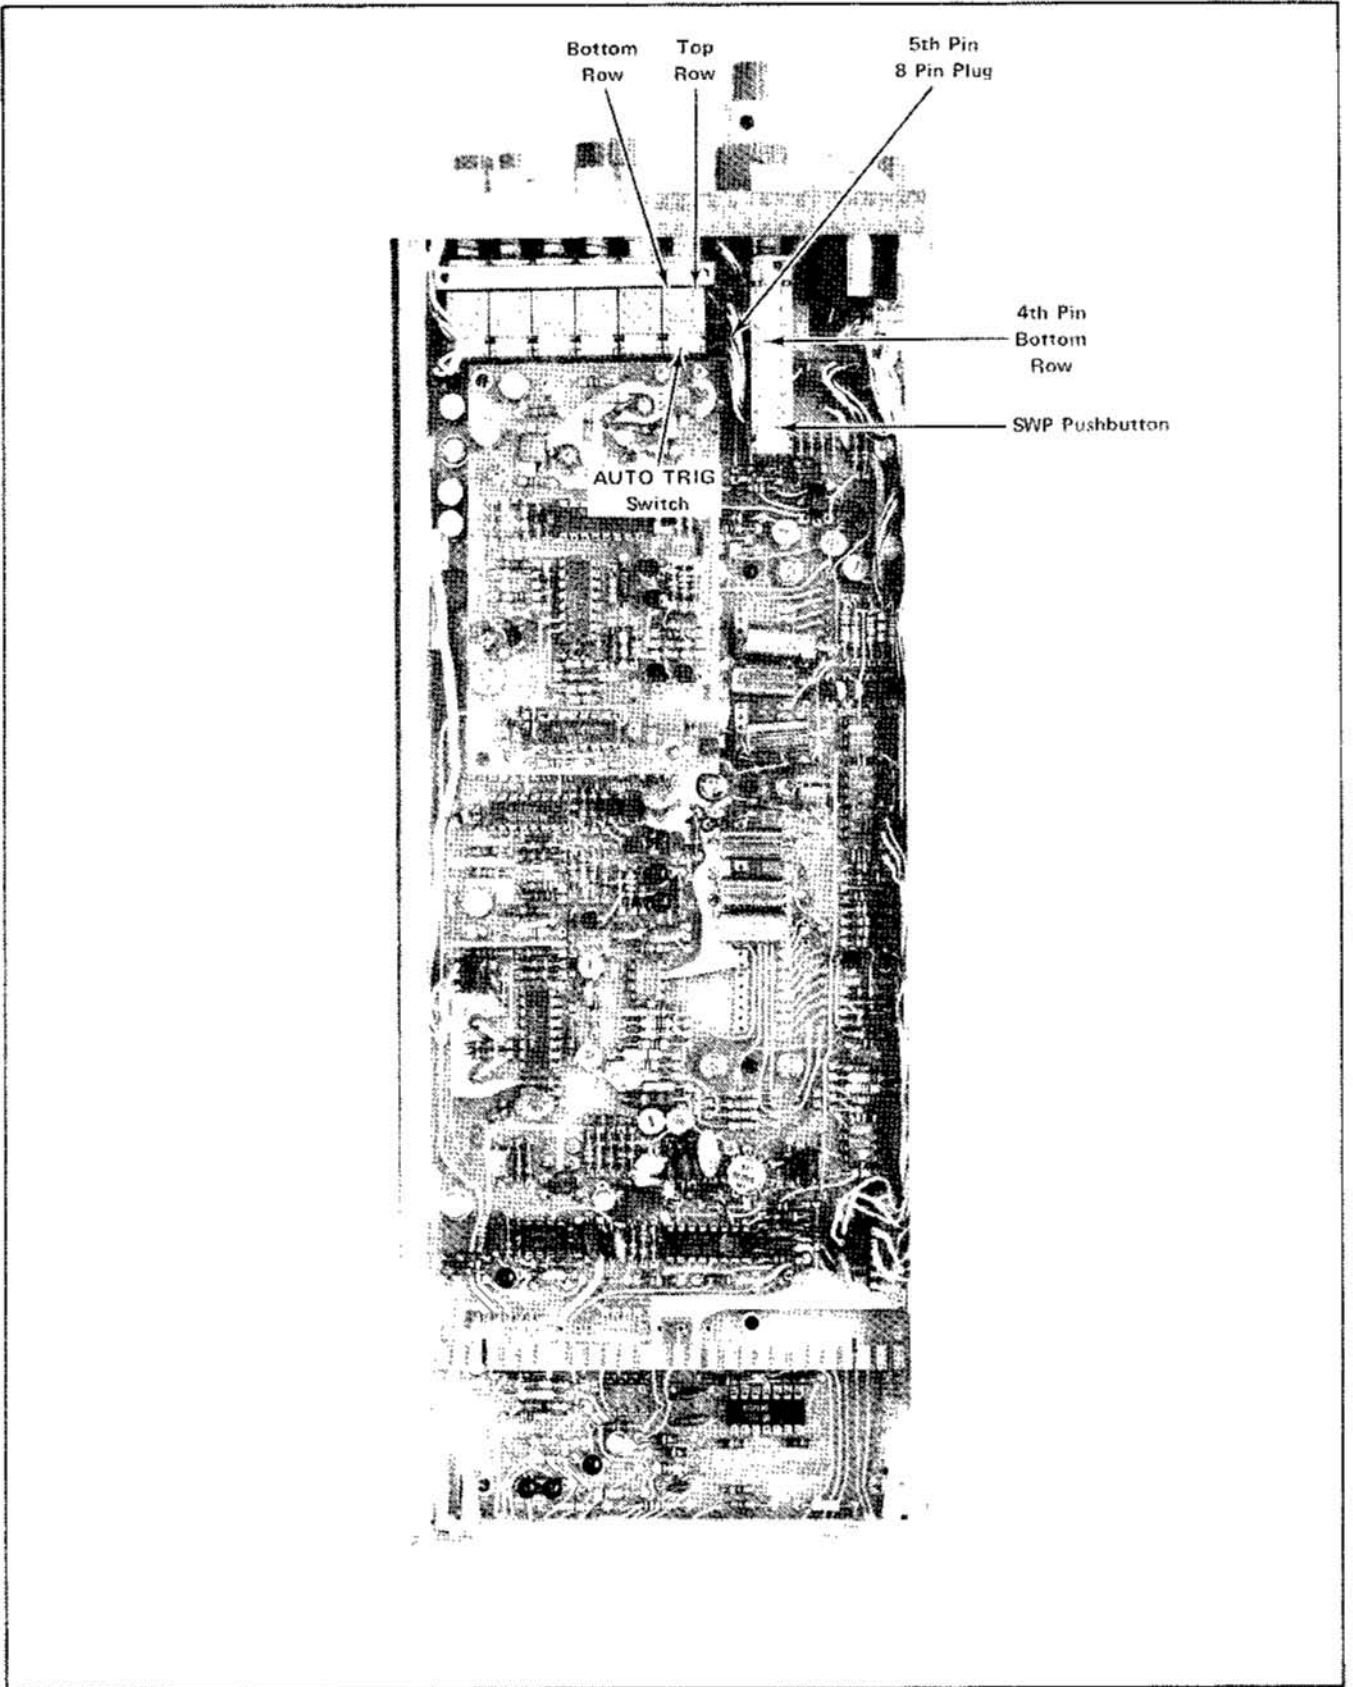 Bottom
Row
Top
Row
5th Pin
8 Pin Plug
4th Pin
Bottom
Row
SWP Pushbutton
AUTO TRIG
Switch